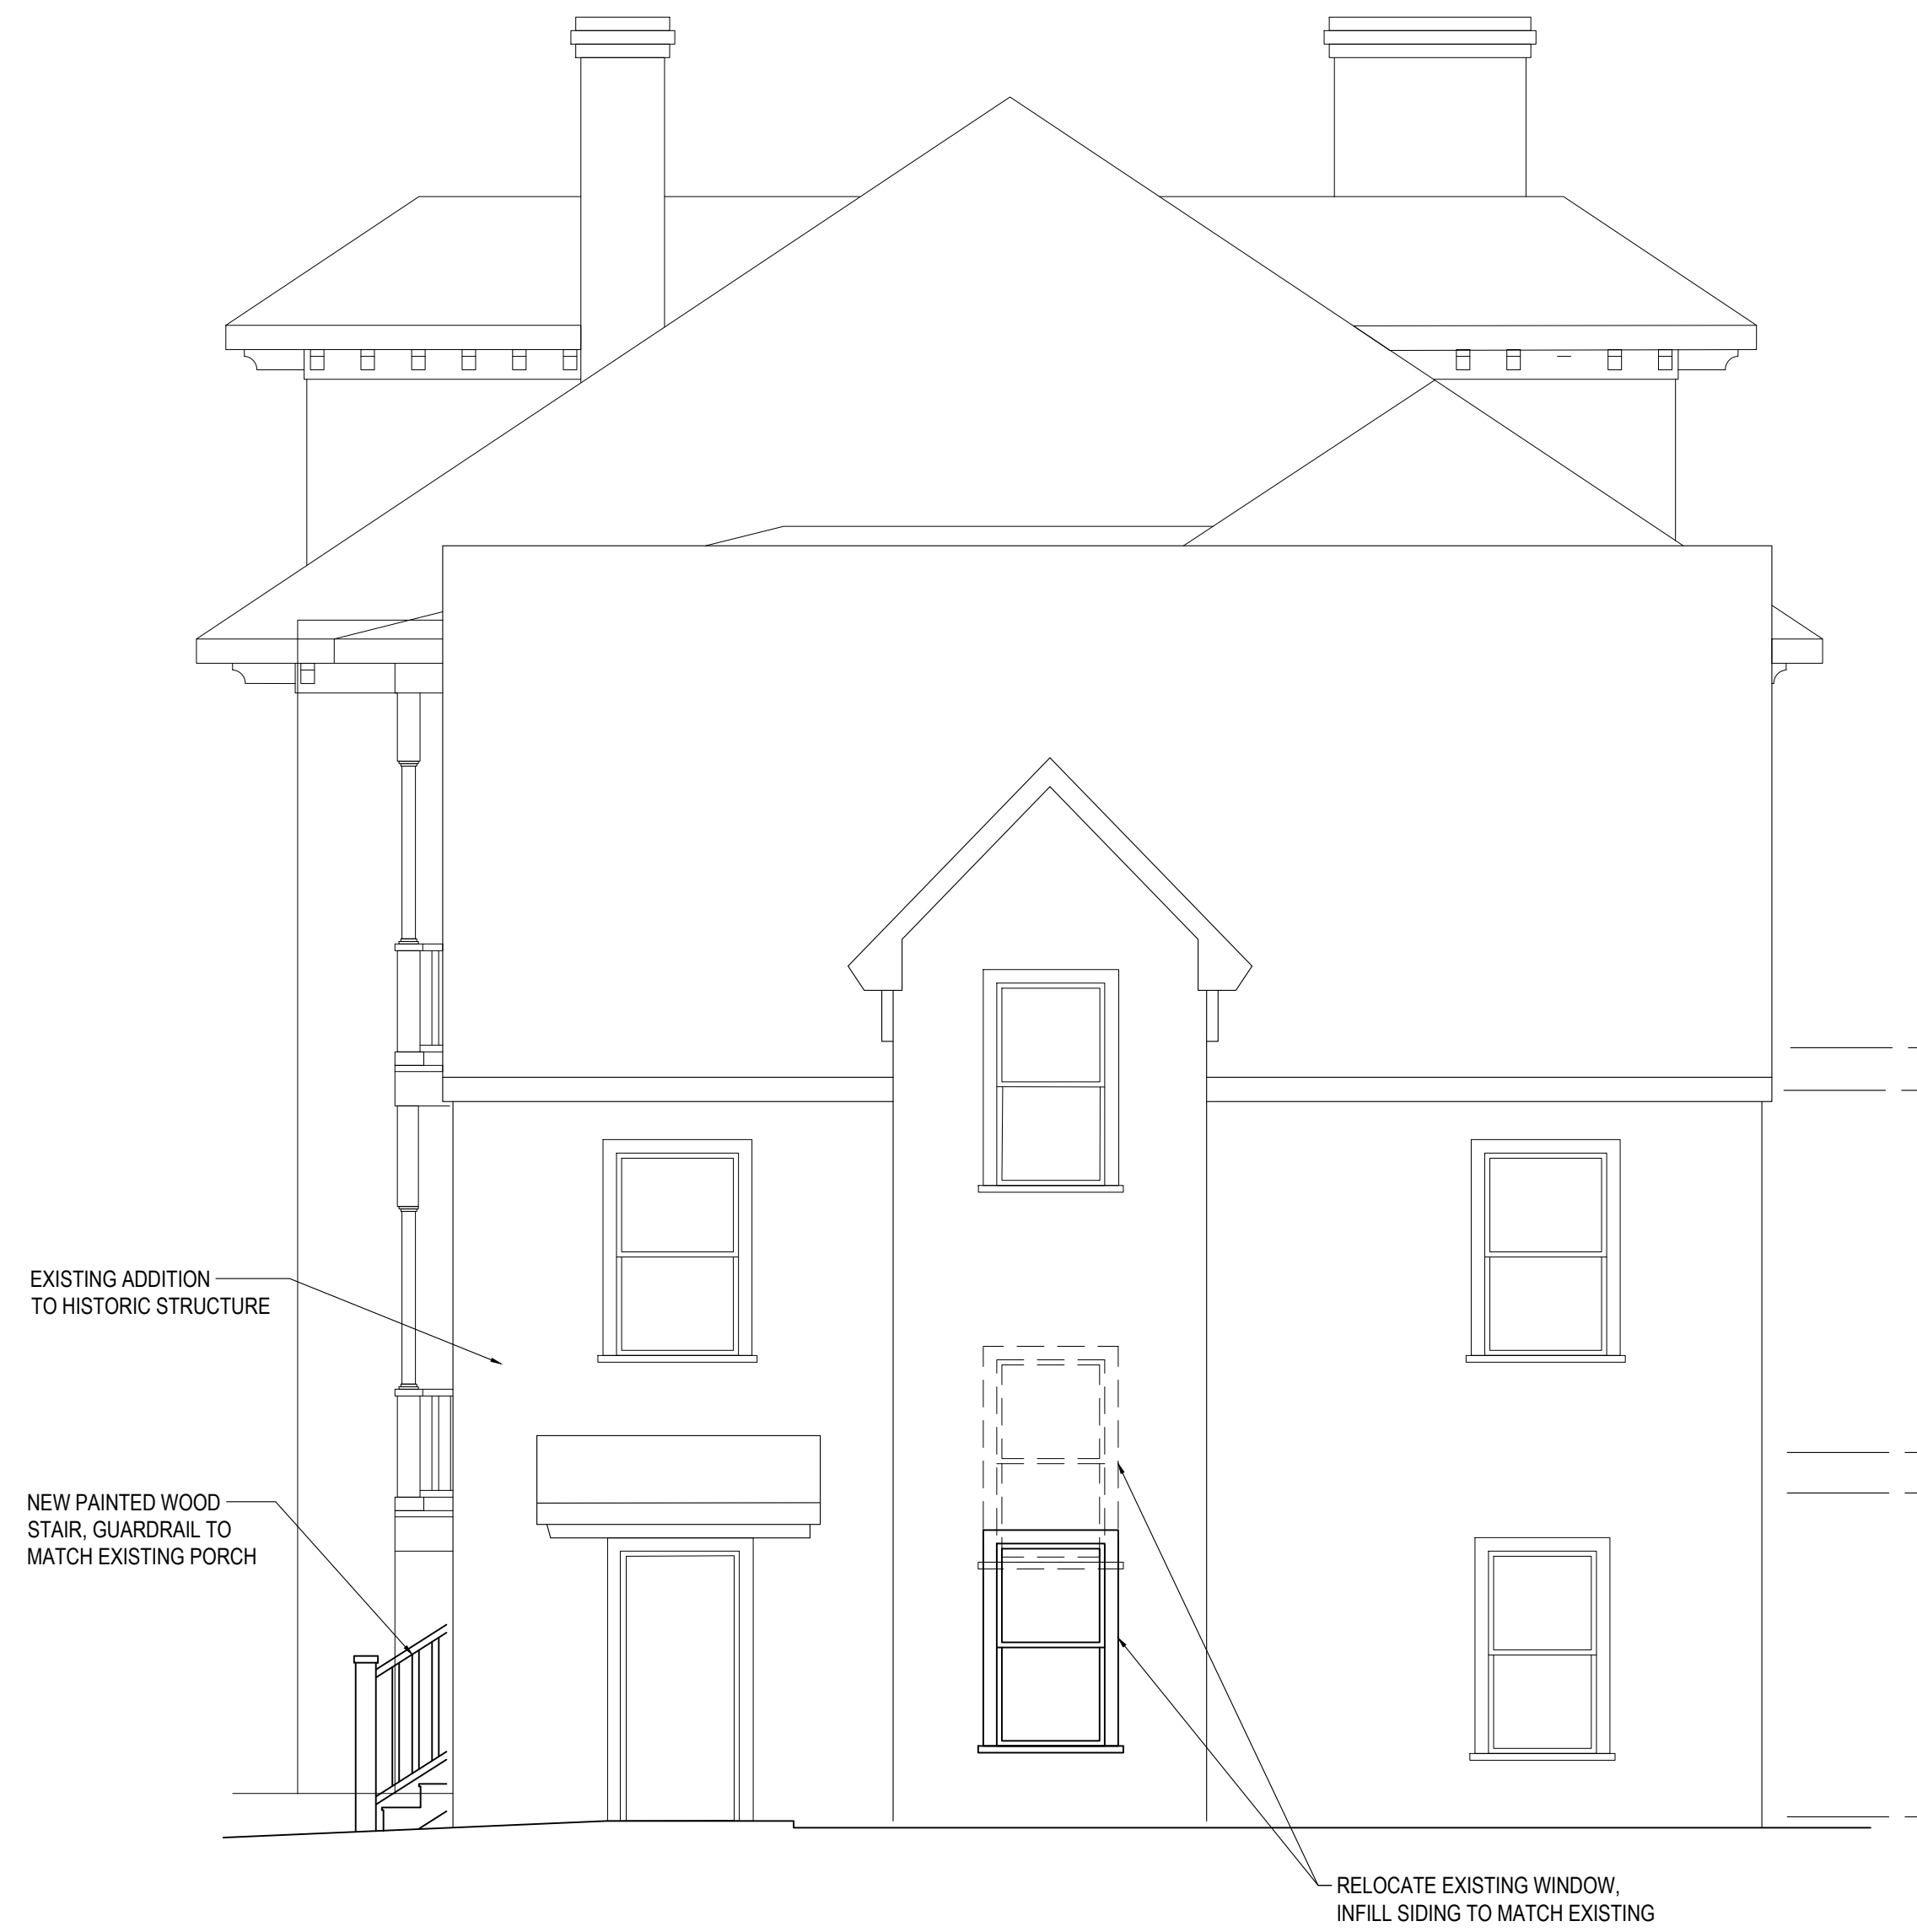 EXISTING ADDITION
TO HISTORIC STRUCTURE
NEW PAINTED WOOD
STAIR, GUARDRAIL TO
MATCH EXISTING PORCH
RELOCATE EXISTING WINDOW,
INFILL SIDING TO MATCH EXISTING